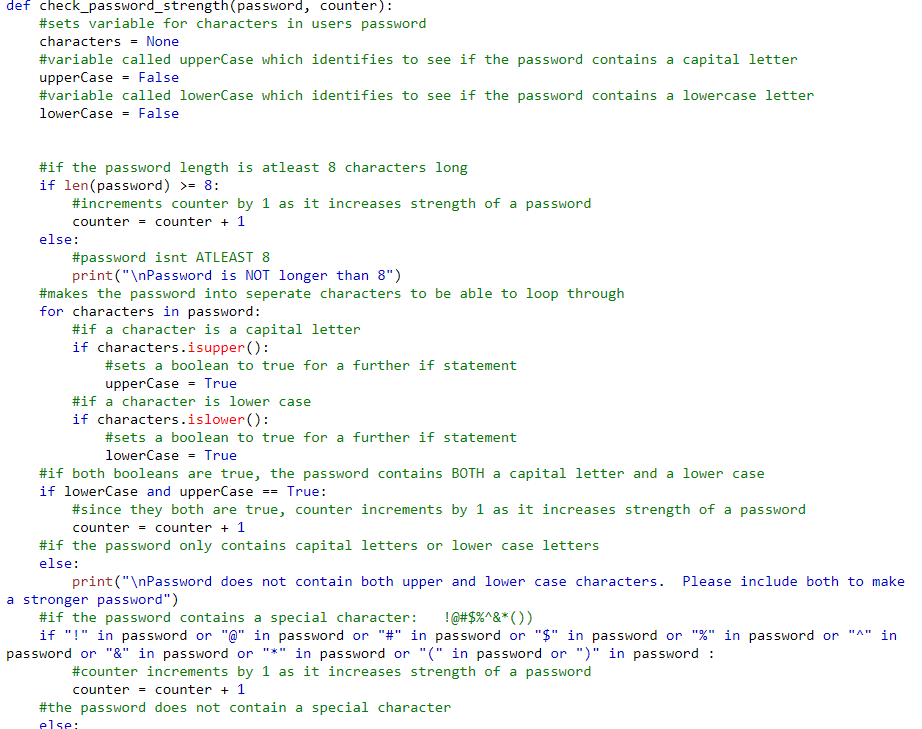 def check_password_strength(password, counter):
    #sets variable for characters in users password
    characters = None
    #variable called upperCase which identifies to see if the password contains a capital letter
    upperCase = False
    #variable called lowerCase which identifies to see if the password contains a lowercase letter
    lowerCase = False
    #if the password length is atleast 8 characters long
    if len(password) >= 8:
        #increments counter by 1 as it increases strength of a password
        counter = counter + 1
    else:
        #password isnt ATLEAST 8
        print("\nPassword is NOT longer than 8")
    #makes the password into seperate characters to be able to loop through
    for characters in password:
        #if a character is a capital letter
        if characters.isupper():
            #sets a boolean to true for a further if statement
            upperCase = True
        #if a character is lower case
        if characters.islower():
            #sets a boolean to true for a further if statement
            lowerCase = True
    #if both booleans are true, the password contains BOTH a capital letter and a lower case
    if lowerCase and upperCase == True:
        #since they both are true, counter increments by 1 as it increases strength of a password
        counter = counter + 1
    #if the password only contains capital letters or lower case letters
    else:
        print("\nPassword does not contain both upper and lower case characters.  Please include both to make
a stronger password")
    #if the password contains a special character:   !@#$%^&*())
    if "!" in password or "@" in password or "#" in password or "$" in password or "%" in password or "^" in
password or "&" in password or "*" in password or "(" in password or ")" in password :
        #counter increments by 1 as it increases strength of a password
        counter = counter + 1
    #the password does not contain a special character
    else: